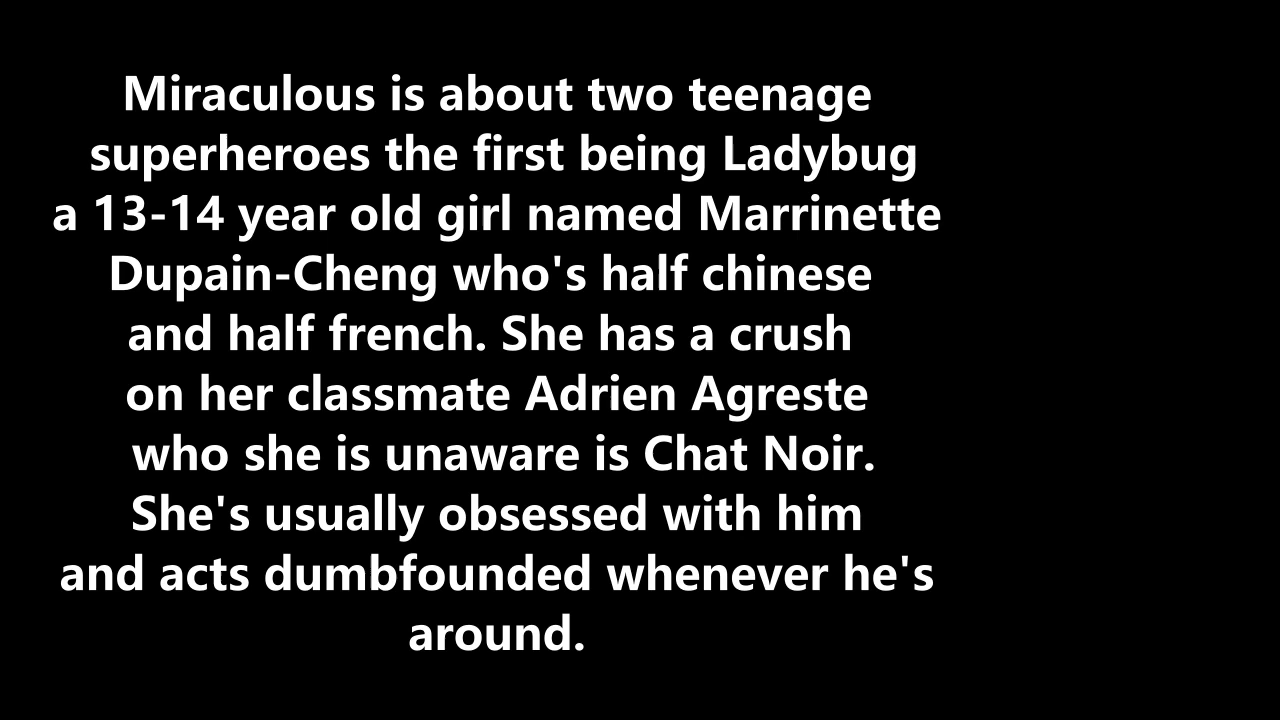 Miraculous is about two teenage
superheroes the first being Ladybug
a 13-14 year old girl named Marrinette
Dupain-Cheng who's half chinese
and half french. She has a crush
on her classmate Adrien Agreste
who she is unaware is Chat Noir.
She's usually obsessed with him
and acts dumbfounded whenever he's
around.